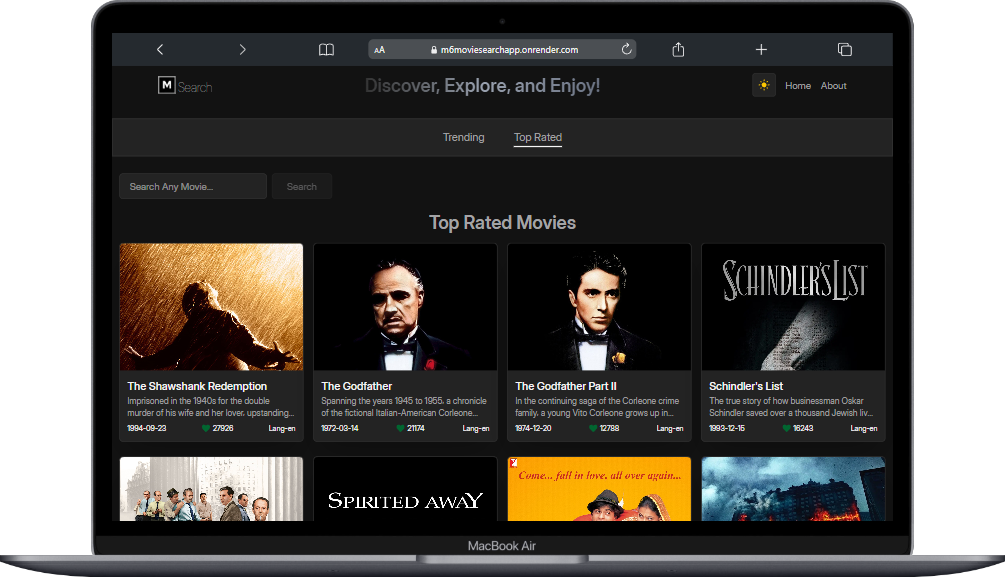 AA m6moviesearchapp.onrender.com
M Search
Discover, Explore, and Enjoy!
Home About
Trending Top Rated
Search Any Movie...
Search
Top Rated Movies
SCHINDLER'S LIST
The Shawshank Redemption
Imprisoned in the 1940s for the double
murder of his wife and her lover, upstanding...
1994-09-23 27926 Lang-en
The Godfather
Spanning the years 1945 to 1955, a chronicle
of the fictional Italian-American Corleone...
1972-03-14 21174 Lang-en
The Godfather Part II
In the continuing saga of the Corleone crime
family, a young Vito Corleone grows up in...
1974-12-20 12788 Lang-en
Schindler's List
The true story of how businessman Oskar
Schindler saved over a thousand Jewish liv...
1993-12-15 16243 Lang-en
SPIRITED AWAY
Come... fall in love, all over again...
MacBook Air